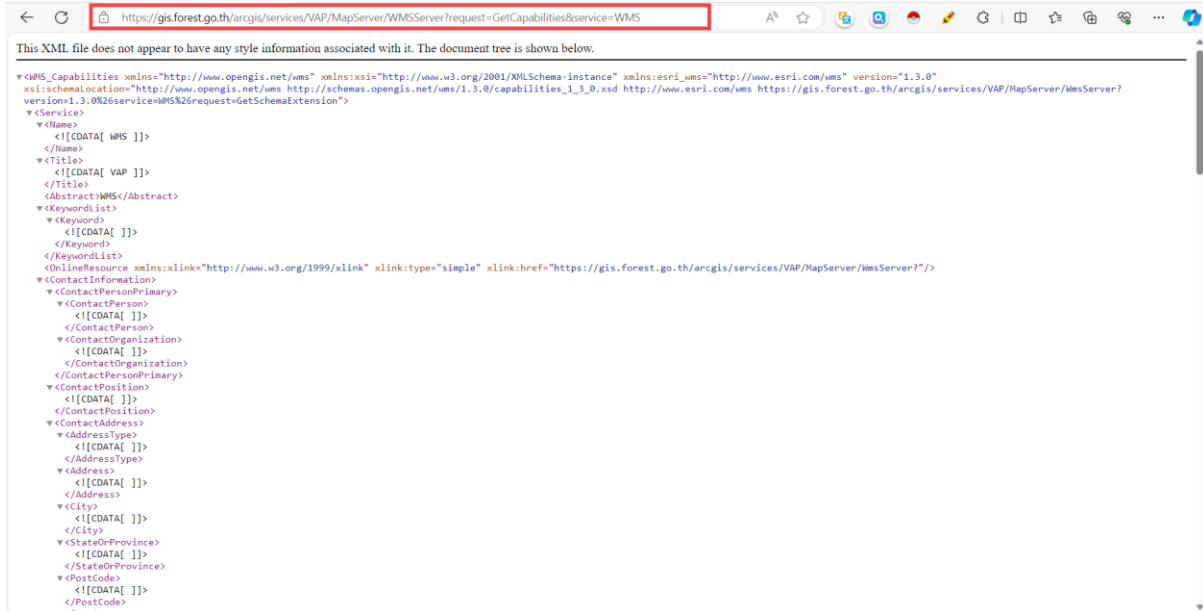 https://gis.forest.go.th/arcgis/services/VAP/MapServer/WMSServer?request=GetCapabilities&service=WMS
This XML file does not appear to have any style information associated with it. The document tree is shown below.
▼<WMS_Capabilities xmlns="http://www.opengis.net/wms" xmlns:xsi="http://www.w3.org/2001/XMLSchema-instance" xmlns:esri_wms="http://www.esri.com/wms" version="1.3.0"
xsi:schemaLocation="http://www.opengis.net/wms http://schemas.opengis.net/wms/1.3.0/capabilities_1_3_0.xsd http://www.esri.com/wms https://gis.forest.go.th/arcgis/services/VAP/MapServer/WmsServer?
version=1.3.0%26service=WMS%26request=GetSchemaExtension">
▼<Service>
▼<Name>
<![CDATA[ WMS ]]>
</Name>
▼<Title>
<![CDATA[ VAP ]]>
</Title>
<Abstract>WMS</Abstract>
▼<KeywordList>
▼<Keyword>
<![CDATA[ ]]>
</Keyword>
</KeywordList>
<OnlineResource xmlns:xlink="http://www.w3.org/1999/xlink" xlink:type="simple" xlink:href="https://gis.forest.go.th/arcgis/services/VAP/MapServer/WmsServer?"/>
▼<ContactInformation>
▼<ContactPersonPrimary>
▼<ContactPerson>
<![CDATA[ ]]>
</ContactPerson>
▼<ContactOrganization>
<![CDATA[ ]]>
</ContactOrganization>
</ContactPersonPrimary>
▼<ContactPosition>
<![CDATA[ ]]>
</ContactPosition>
▼<ContactAddress>
▼<AddressType>
<![CDATA[ ]]>
</AddressType>
▼<Address>
<![CDATA[ ]]>
</Address>
▼<City>
<![CDATA[ ]]>
</City>
▼<StateOrProvince>
<![CDATA[ ]]>
</StateOrProvince>
▼<PostCode>
<![CDATA[ ]]>
</PostCode>